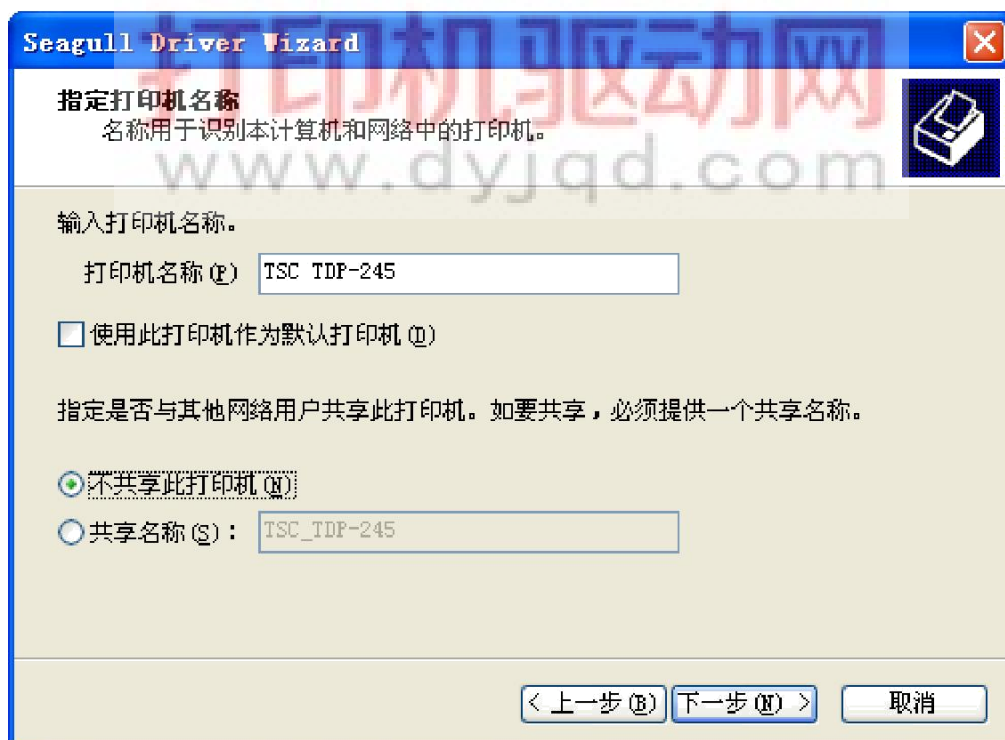 Seagull Driver Wizard
打印机驱动网
www.dyjqd.com
指定打印机名称
名称用于识别本计算机和网络中的打印机。
输入打印机名称。
打印机名称(P) TSC TDP-245
使用此打印机作为默认打印机(D)
指定是否与其他网络用户共享此打印机。如要共享，必须提供一个共享名称。
不共享此打印机(N)
共享名称(S)： TSC_TDP-245
< 上一步(B) 下一步(N) > 取消